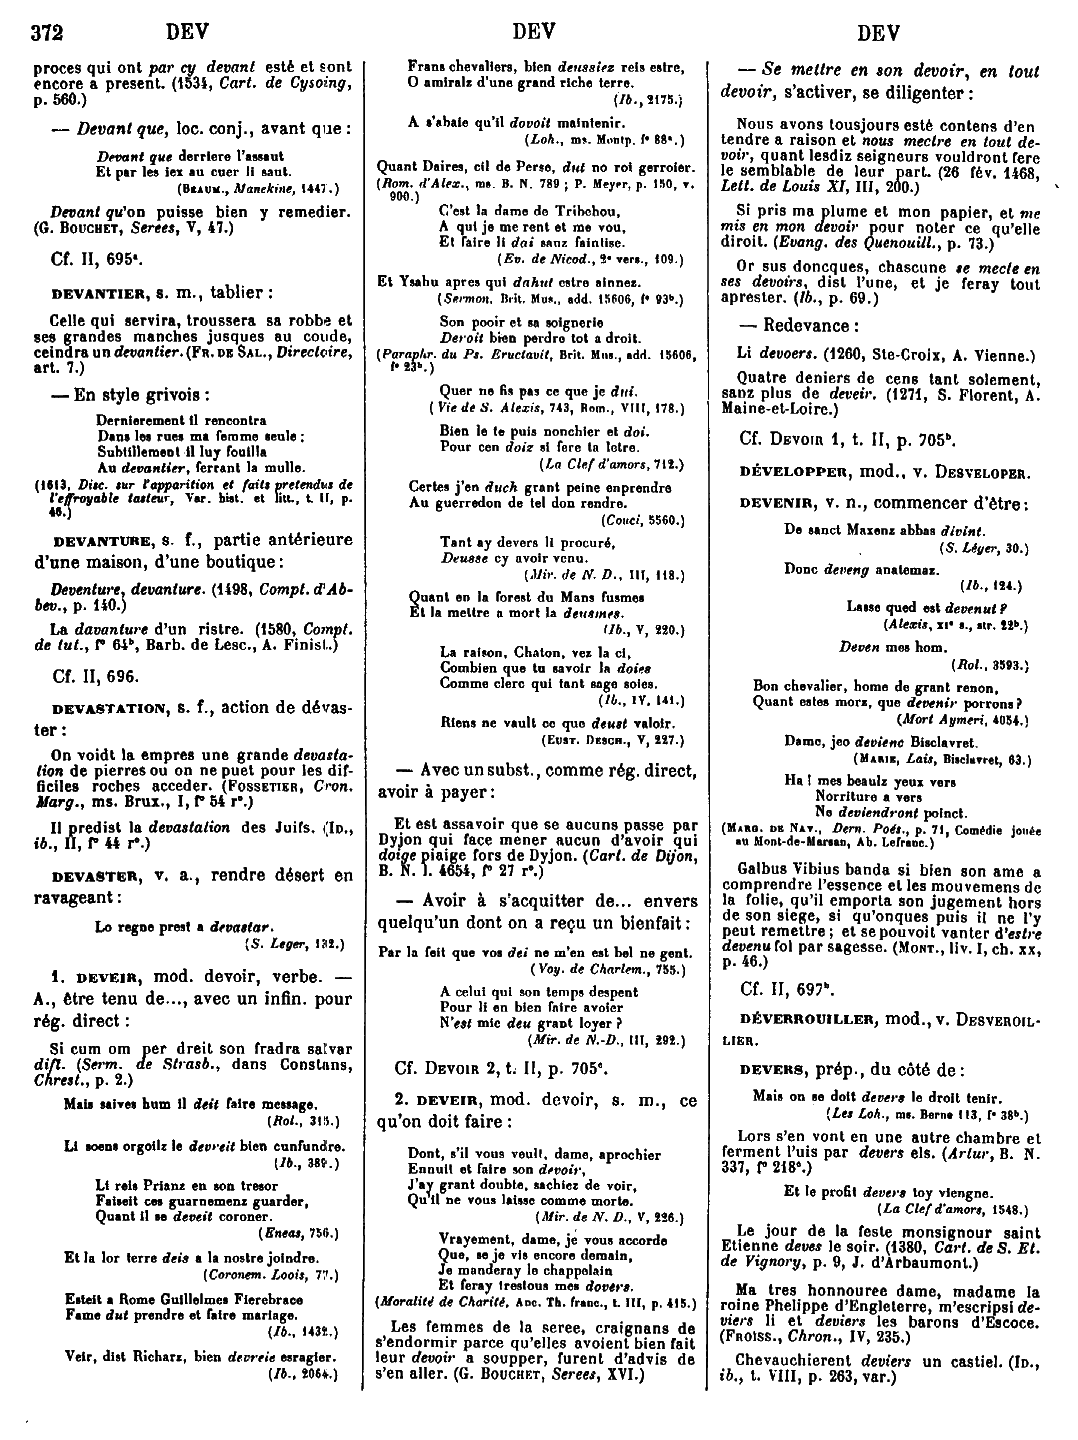 372 DEV DEV DEV
proces qui ont par cy devant esté et sont
encore a present. (1534, Cart. de Cysoing,
p. 560.)
— Devant que, loc. conj., avant que :
Devant que derriere l'assaut
Et par les iex au cuer li saut.
(BEAUM., Manekine, 1447.)
Devant qu'on puisse bien y remedier.
(G. BOUCHET, Serees, V, 47.)
Cf. II, 695ª.
DEVANTIER, s. m., tablier :
Celle qui servira, troussera sa robbe et
ses grandes manches jusques au coude,
ceindra un devantier. (FR. DE SAL., Directoire,
art. 7.)
— En style grivois :
Dernierement il rencontra
Dans les rues ma femme seule ;
Subtillement il luy fouilla
Au devantier, ferrant la mulle.
(1613, Disc. sur l'apparition et faits pretendus de
l'effroyable tasteur, Var. hist. et litt., t. II, p.
46.)
DEVANTURE, s. f., partie antérieure
d'une maison, d'une boutique :
Deventure, devanture. (1498, Compt. d'Ab-
bev., p. 140.)
La davanture d'un ristre. (1580, Compt.
de tut., fº 64ᵇ, Barb. de Lesc., A. Finist.)
Cf. II, 696.
DEVASTATION, s. f., action de dévas-
ter :
On voidt la empres une grande devasta-
tion de pierres ou on ne puet pour les dif-
ficiles roches acceder. (FOSSETIER, Cron.
Marg., ms. Brux., I, fº 54 rº.)
Il predist la devastation des Juifs. (ID.,
ib., II, fº 44 rº.)
DEVASTER, v. a., rendre désert en
ravageant :
Lo regne prest a devastar.
(S. Leger, 132.)
1. DEVEIR, mod. devoir, verbe. —
A., être tenu de..., avec un infin. pour
rég. direct :
Si cum om per dreit son fradra salvar
dift. (Serm. de Strasb., dans Constans,
Chrest., p. 2.)
Mais saives hum il deit faire message.
(Rol., 315.)
Li soens orgoilz le devreit bien cunfundre.
(Ib., 389.)
Li reis Prianz en son tresor
Faiseit ces guarnemenz guarder,
Quant il se deveit coroner.
(Eneas, 756.)
Et la lor terre deis a la nostre joindre.
(Coronem. Loois, 77.)
Esteit a Rome Guillelmes Fierebrace
Fame dut prendre et faire mariage.
(Ib., 1432.)
Veir, dist Richarz, bien devreie esragier.
(Ib., 2064.)
Frans chevaliers, bien deussiez reis estre,
O amiralz d'une grand riche terre.
(Ib., 2175.)
A s'abaie qu'il dovoit maintenir.
(Loh., ms. Montp. fº 88ª.)
Quant Daires, cil de Perse, dut no roi gerroier.
(Rom. d'Alex., ms. B. N. 789 ; P. Meyer, p. 150, v.
900.)
C'est la dame de Tribehou,
A qui je me rent et me vou,
Et faire li dai sanz faintise.
(Ev. de Nicod., 2ᵉ vers., 109.)
Et Ysahu apres qui dahut estre ainnez.
(Sermon. Brit. Mus., add. 15606, fº 93ᵇ.)
Son pooir et sa soignerie
Deroit bien perdre tot a droit.
(Paraphr. du Ps. Eructavit, Brit. Mus., add. 15606,
fº 23ᵇ.)
Quer ne fis pas ce que je dui.
(Vie de S. Alexis, 743, Rom., VIII, 178.)
Bien le te puis nonchier et doi.
Pour cen doiz si fere ta letre.
(La Clef d'amors, 712.)
Certes j'en duch grant peine enprendre
Au guerredon de tel don rendre.
(Couci, 5560.)
Tant ay devers li procuré,
Deusse cy avoir venu.
(Mir. de N. D., III, 118.)
Quant en la forest du Mans fusmes
Et la mettre a mort la deusmes.
(Ib., V, 220.)
La raison, Chaton, vez la ci,
Combien que tu savoir la doies
Comme clerc qui tant sage soies.
(Ib., IV, 141.)
Riens ne vault ce que deust valoir.
(EUST. DESCH., V, 227.)
— Avec un subst., comme rég. direct,
avoir à payer :
Et est assavoir que se aucuns passe par
Dyjon qui face mener aucun d'avoir qui
doige piaige fors de Dyjon. (Cart. de Dijon,
B. N. l. 4654, fº 27 rº.)
— Avoir à s'acquitter de... envers
quelqu'un dont on a reçu un bienfait :
Par la feit que vos dei ne m'en est bel ne gent.
(Voy. de Charlem., 755.)
A celui qui son temps despent
Pour li en bien faire avoier
N'est mie deu grant loyer ?
(Mir. de N.-D., III, 292.)
Cf. DEVOIR 2, t. II, p. 705ᶜ.
2. DEVEIR, mod. devoir, s. m., ce
qu'on doit faire :
Dont, s'il vous veult, dame, aprochier
Ennuit et faire son devoir,
J'ay grant doubte, sachiez de voir,
Qu'il ne vous laisse comme morte.
(Mir. de N. D., V, 226.)
Vrayement, dame, je vous accorde
Que, se je vis encore demain,
Je manderay le chappelain
Et feray trestous mes dovers.
(Moralité de Charité, Anc. Th. franc., t. III, p. 415.)
Les femmes de la seree, craignans de
s'endormir parce qu'elles avoient bien fait
leur devoir a soupper, furent d'advis de
s'en aller. (G. BOUCHET, Serees, XVI.)
— Se mettre en son devoir, en tout
devoir, s'activer, se diligenter :
Nous avons tousjours esté contens d'en
tendre a raison et nous mectre en tout de-
voir, quant lesdiz seigneurs vouldront fere
le semblable de leur part. (26 fév. 1468,
Lett. de Louis XI, III, 200.)
Si pris ma plume et mon papier, et me
mis en mon devoir pour noter ce qu'elle
diroit. (Evang. des Quenouill., p. 73.)
Or sus doncques, chascune se mecte en
ses devoirs, dist l'une, et je feray tout
aprester. (Ib., p. 69.)
— Redevance :
Li devoers. (1260, Ste-Croix, A. Vienne.)
Quatre deniers de cens tant solement,
sanz plus de deveir. (1271, S. Florent, A.
Maine-et-Loire.)
Cf. DEVOIR 1, t. II, p. 705ᵇ.
DÉVELOPPER, mod., v. DESVELOPER.
DEVENIR, v. n., commencer d'être :
De sanct Maxenz abbas divint.
(S. Léger, 30.)
Donc deveng anatemaz.
(Ib., 124.)
Lasse qued est devenut ?
(Alexis, XIᵉ s., str. 22ᵇ.)
Deven mes hom.
(Rol., 3593.)
Bon chevalier, home de grant renon,
Quant estes morz, que devenir porrons ?
(Mort Aymeri, 4054.)
Dame, jeo devienc Bisclavret.
(MARIE, Lais, Bisclavret, 63.)
Ha ! mes beaulz yeux vers
Norriture a vers
Ne deviendront poinct.
(MARG. DE NAV., Dern. Poés., p. 71, Comédie jouée
au Mont-de-Marsan, Ab. Lefranc.)
Galbus Vibius banda si bien son ame a
comprendre l'essence et les mouvemens de
la folie, qu'il emporta son jugement hors
de son siege, si qu'onques puis il ne l'y
peut remettre ; et se pouvoit vanter d'estre
devenu fol par sagesse. (MONT., liv. I, ch. XX,
p. 46.)
Cf. II, 697ᵇ.
DÉVERROUILLER, mod., v. DESVEROIL-
LIER.
DEVERS, prép., du côté de :
Mais on se doit devers le droit tenir.
(Les Loh., ms. Berne 113, fº 38ᵇ.)
Lors s'en vont en une autre chambre et
ferment l'uis par devers els. (Artur, B. N.
337, fº 218ª.)
Et le profit devers toy viengne.
(La Clef d'amors, 1548.)
Le jour de la feste monsignour saint
Etienne deves le soir. (1380, Cart. de S. Et.
de Vignory, p. 9, J. d'Arbaumont.)
Ma tres honnouree dame, madame la
roine Phelippe d'Engleterre, m'escripsi de-
viers li et deviers les barons d'Escoce.
(FROISS., Chron., IV, 235.)
Chevauchierent deviers un castiel. (ID.,
ib., t. VIII, p. 263, var.)